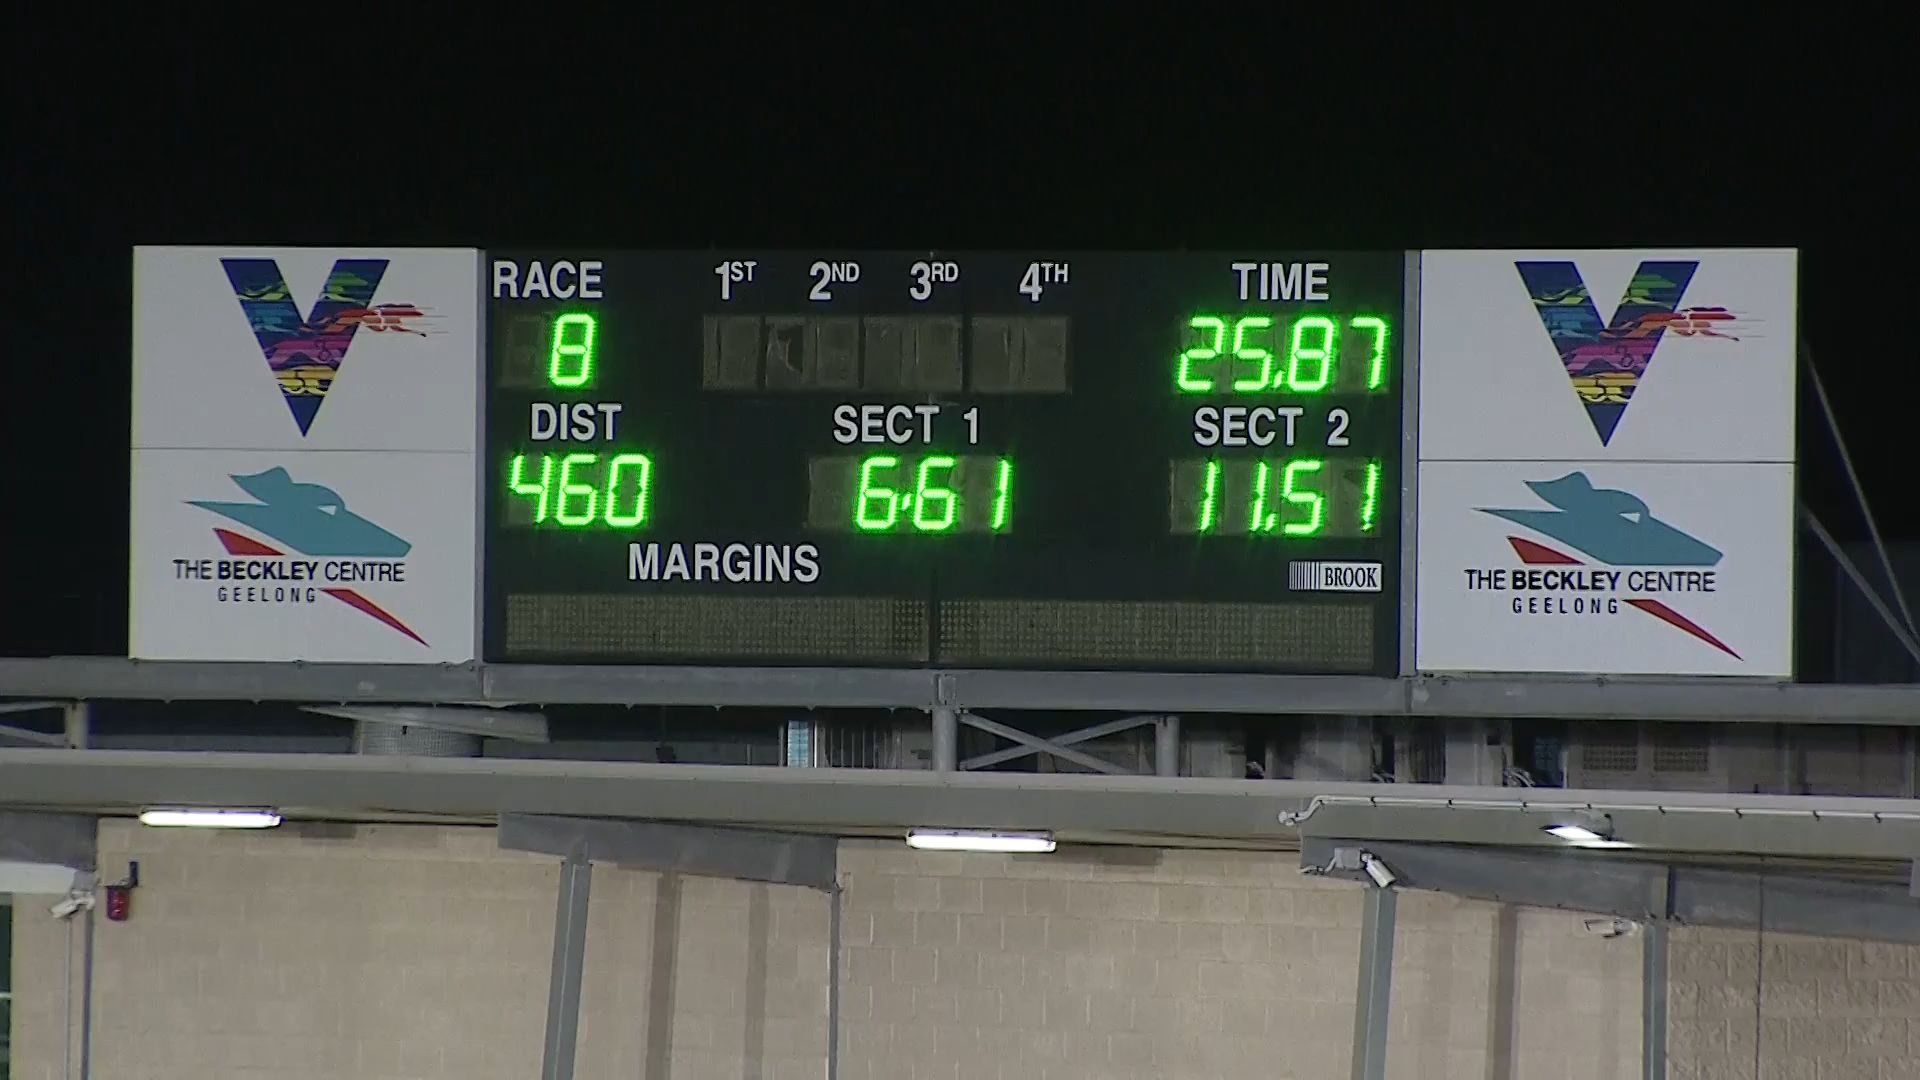 RACE 1ST 2ND 3RD 4TH TIME
8 25.87
DIST SECT 1 SECT 2
460 6.61 11.51
MARGINS
BROOK
THE BECKLEY CENTRE
GEELONG
THE BECKLEY CENTRE
GEELONG